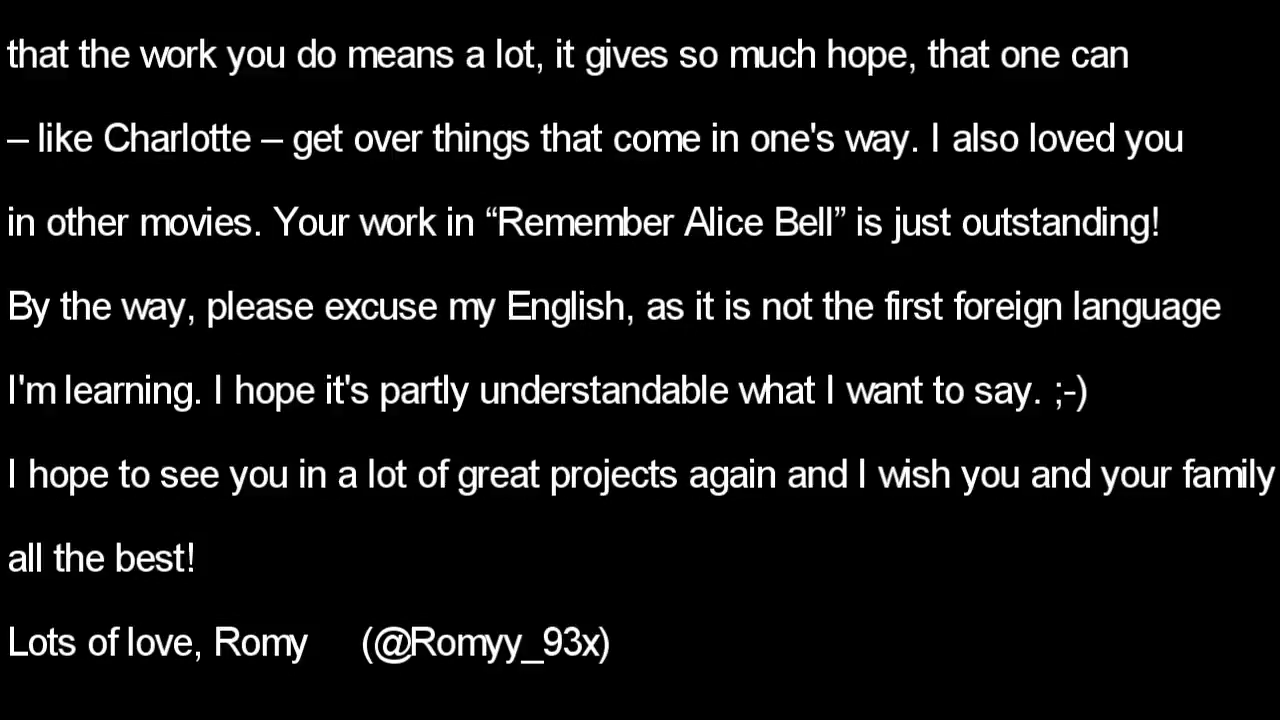 that the work you do means a lot, it gives so much hope, that one can
– like Charlotte – get over things that come in one's way. I also loved you
in other movies. Your work in “Remember Alice Bell” is just outstanding!
By the way, please excuse my English, as it is not the first foreign language
I'm learning. I hope it's partly understandable what I want to say. ;-)
I hope to see you in a lot of great projects again and I wish you and your family
all the best!
Lots of love, Romy (@Romyy_93x)